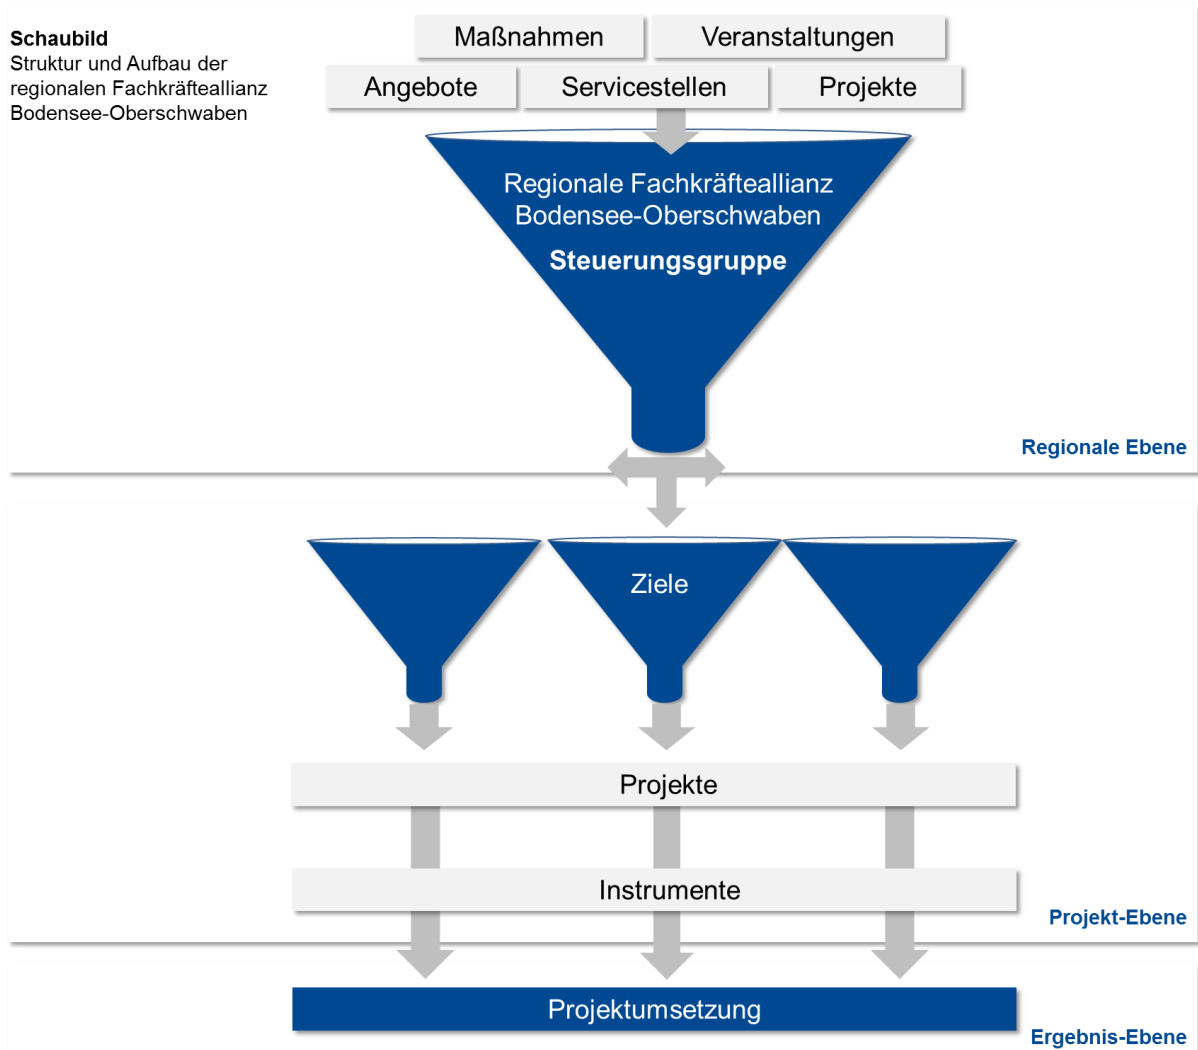 Schaubild
Struktur und Aufbau der
regionalen Fachkräfteallianz
Bodensee-Oberschwaben
Maßnahmen
Veranstaltungen
Angebote
Servicestellen
Projekte
Regionale Fachkräfteallianz
Bodensee-Oberschwaben
Steuerungsgruppe
Regionale Ebene
Ziele
Projekte
Instrumente
Projekt-Ebene
Projektumsetzung
Ergebnis-Ebene